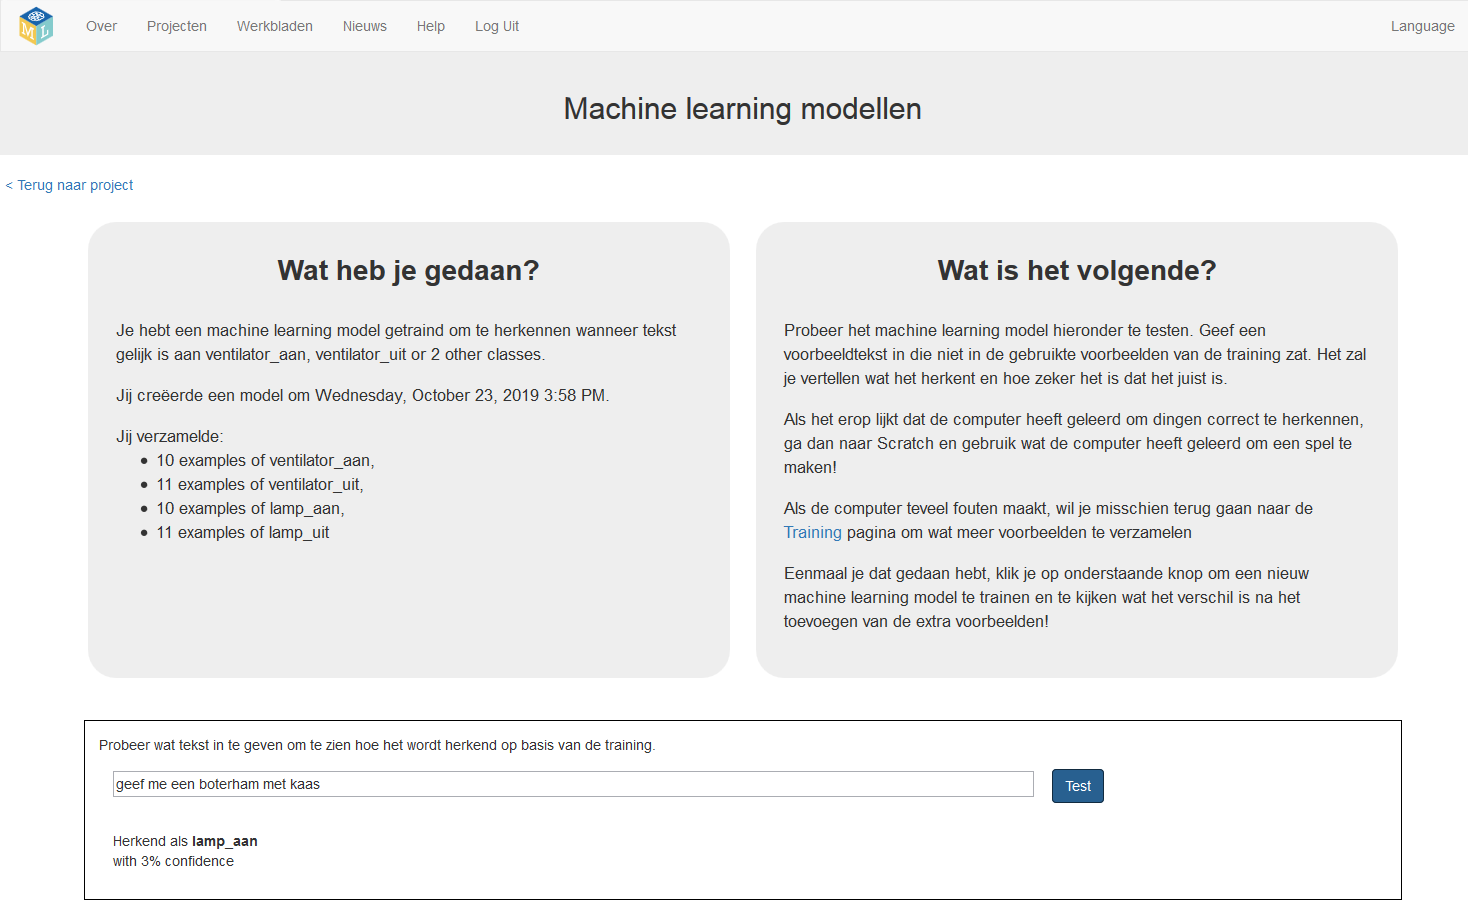 M L
Over Projecten Werkbladen Nieuws Help Log Uit Language
Machine learning modellen
< Terug naar project
Wat heb je gedaan?
Je hebt een machine learning model getraind om te herkennen wanneer tekst
gelijk is aan ventilator_aan, ventilator_uit or 2 other classes.
Jij creëerde een model om Wednesday, October 23, 2019 3:58 PM.
Jij verzamelde:
• 10 examples of ventilator_aan,
• 11 examples of ventilator_uit,
• 10 examples of lamp_aan,
• 11 examples of lamp_uit
Wat is het volgende?
Probeer het machine learning model hieronder te testen. Geef een
voorbeeldtekst in die niet in de gebruikte voorbeelden van de training zat. Het zal
je vertellen wat het herkent en hoe zeker het is dat het juist is.
Als het erop lijkt dat de computer heeft geleerd om dingen correct te herkennen,
ga dan naar Scratch en gebruik wat de computer heeft geleerd om een spel te
maken!
Als de computer teveel fouten maakt, wil je misschien terug gaan naar de
Training pagina om wat meer voorbeelden te verzamelen
Eenmaal je dat gedaan hebt, klik je op onderstaande knop om een nieuw
machine learning model te trainen en te kijken wat het verschil is na het
toevoegen van de extra voorbeelden!
Probeer wat tekst in te geven om te zien hoe het wordt herkend op basis van de training.
geef me een boterham met kaas
Test
Herkend als lamp_aan
with 3% confidence